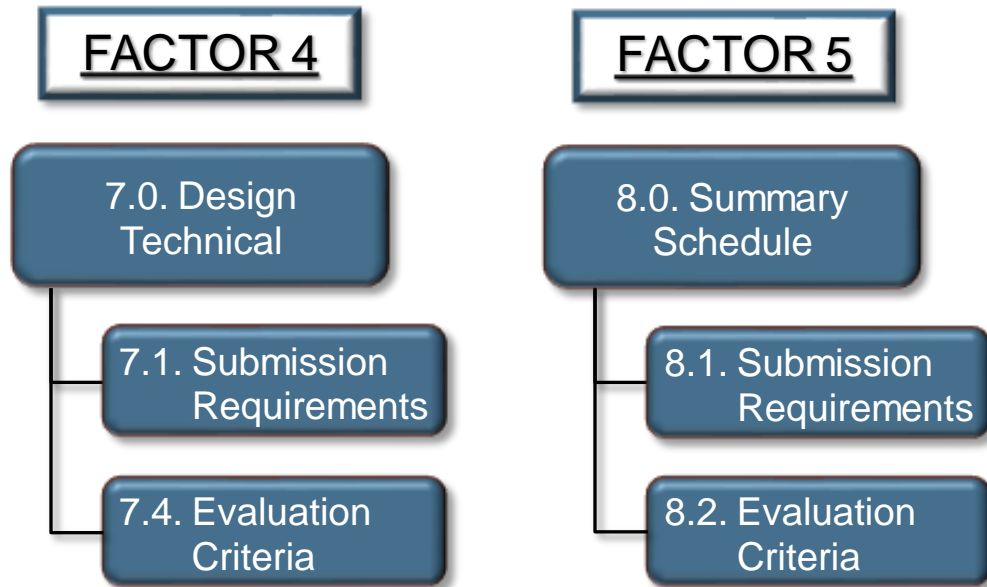 FACTOR 4
7.0. Design
Technical
7.1. Submission
Requirements
7.4. Evaluation
Criteria
FACTOR 5
8.0. Summary
Schedule
8.1. Submission
Requirements
8.2. Evaluation
Criteria